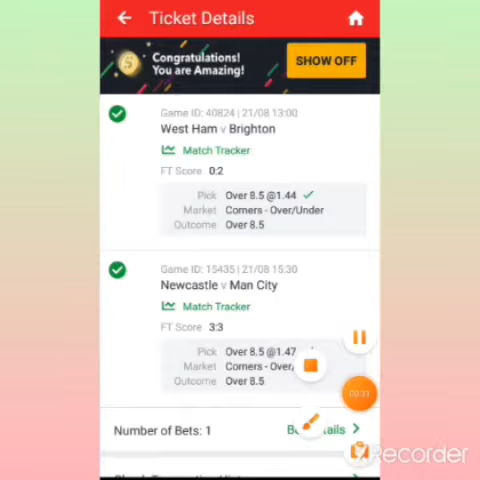 Ticket Details
Congratulations!
You are Amazing!
SHOW OFF
Game ID: 40824 | 21/08 13:00
West Ham v Brighton
Match Tracker
FT Score 0:2
Pick Over 8.5 @1.44
Market Corners - Over/Under
Outcome Over 8.5
Game ID: 15435 | 21/08 15:30
Newcastle v Man City
Match Tracker
FT Score 3:3
Pick Over 8.5 @1.47
Market Corners - Over/
Outcome Over 8.5
Number of Bets: 1
Recorder